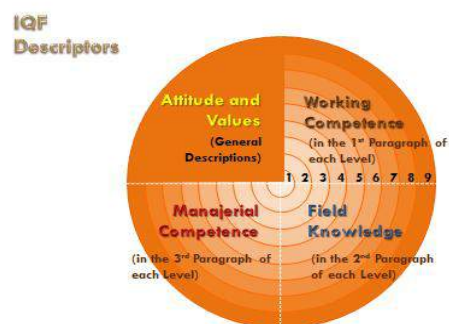 IQF
Descriptors
Attitude and
Values
(General
Descriptions)
Working
Competence
(in the 1st Paragraph of
each Level)
1 2 3 4 5 6 7 8 9
Manajerial
Competence
(in the 3rd Paragraph of
each Level)
Field
Knowledge
(in the 2nd Paragraph
of each Level)